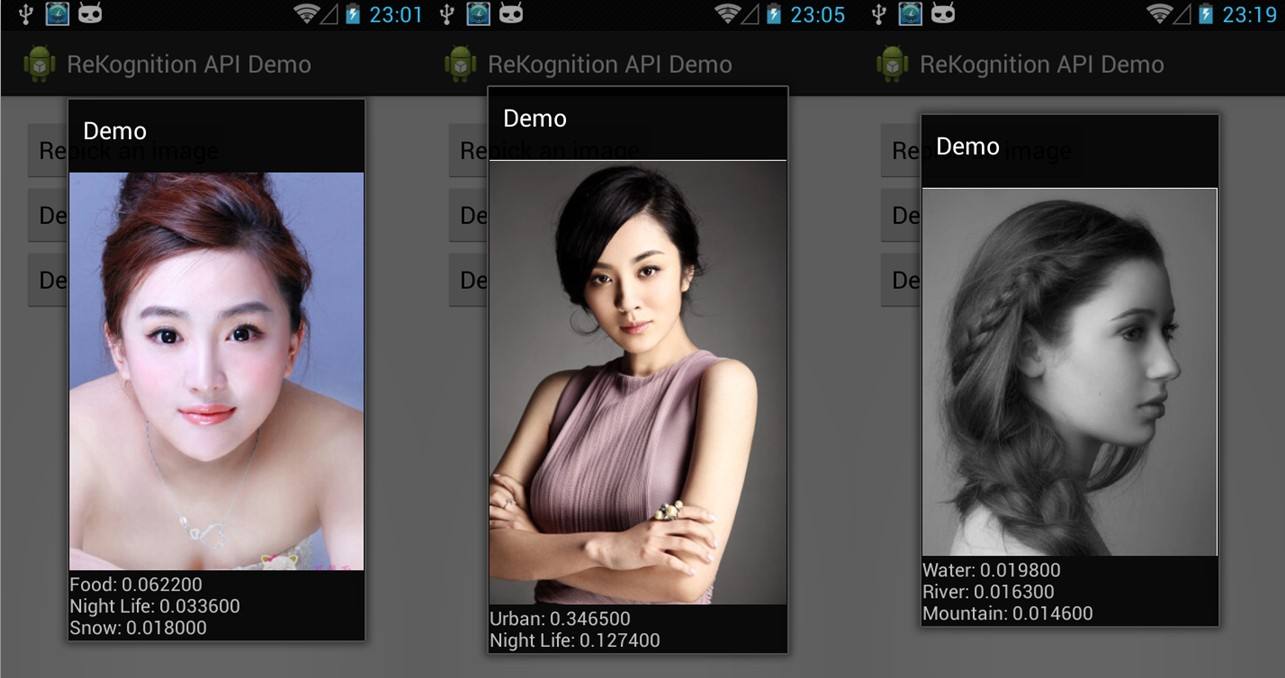 23:01
ReKognition API Demo
Demo
Repick an image
De
De
Food: 0.062200
Night Life: 0.033600
Snow: 0.018000
23:05
ReKognition API Demo
Demo
Repick an image
De
De
Urban: 0.346500
Night Life: 0.127400
23:19
ReKognition API Demo
Demo
Repick an image
De
De
Water: 0.019800
River: 0.016300
Mountain: 0.014600